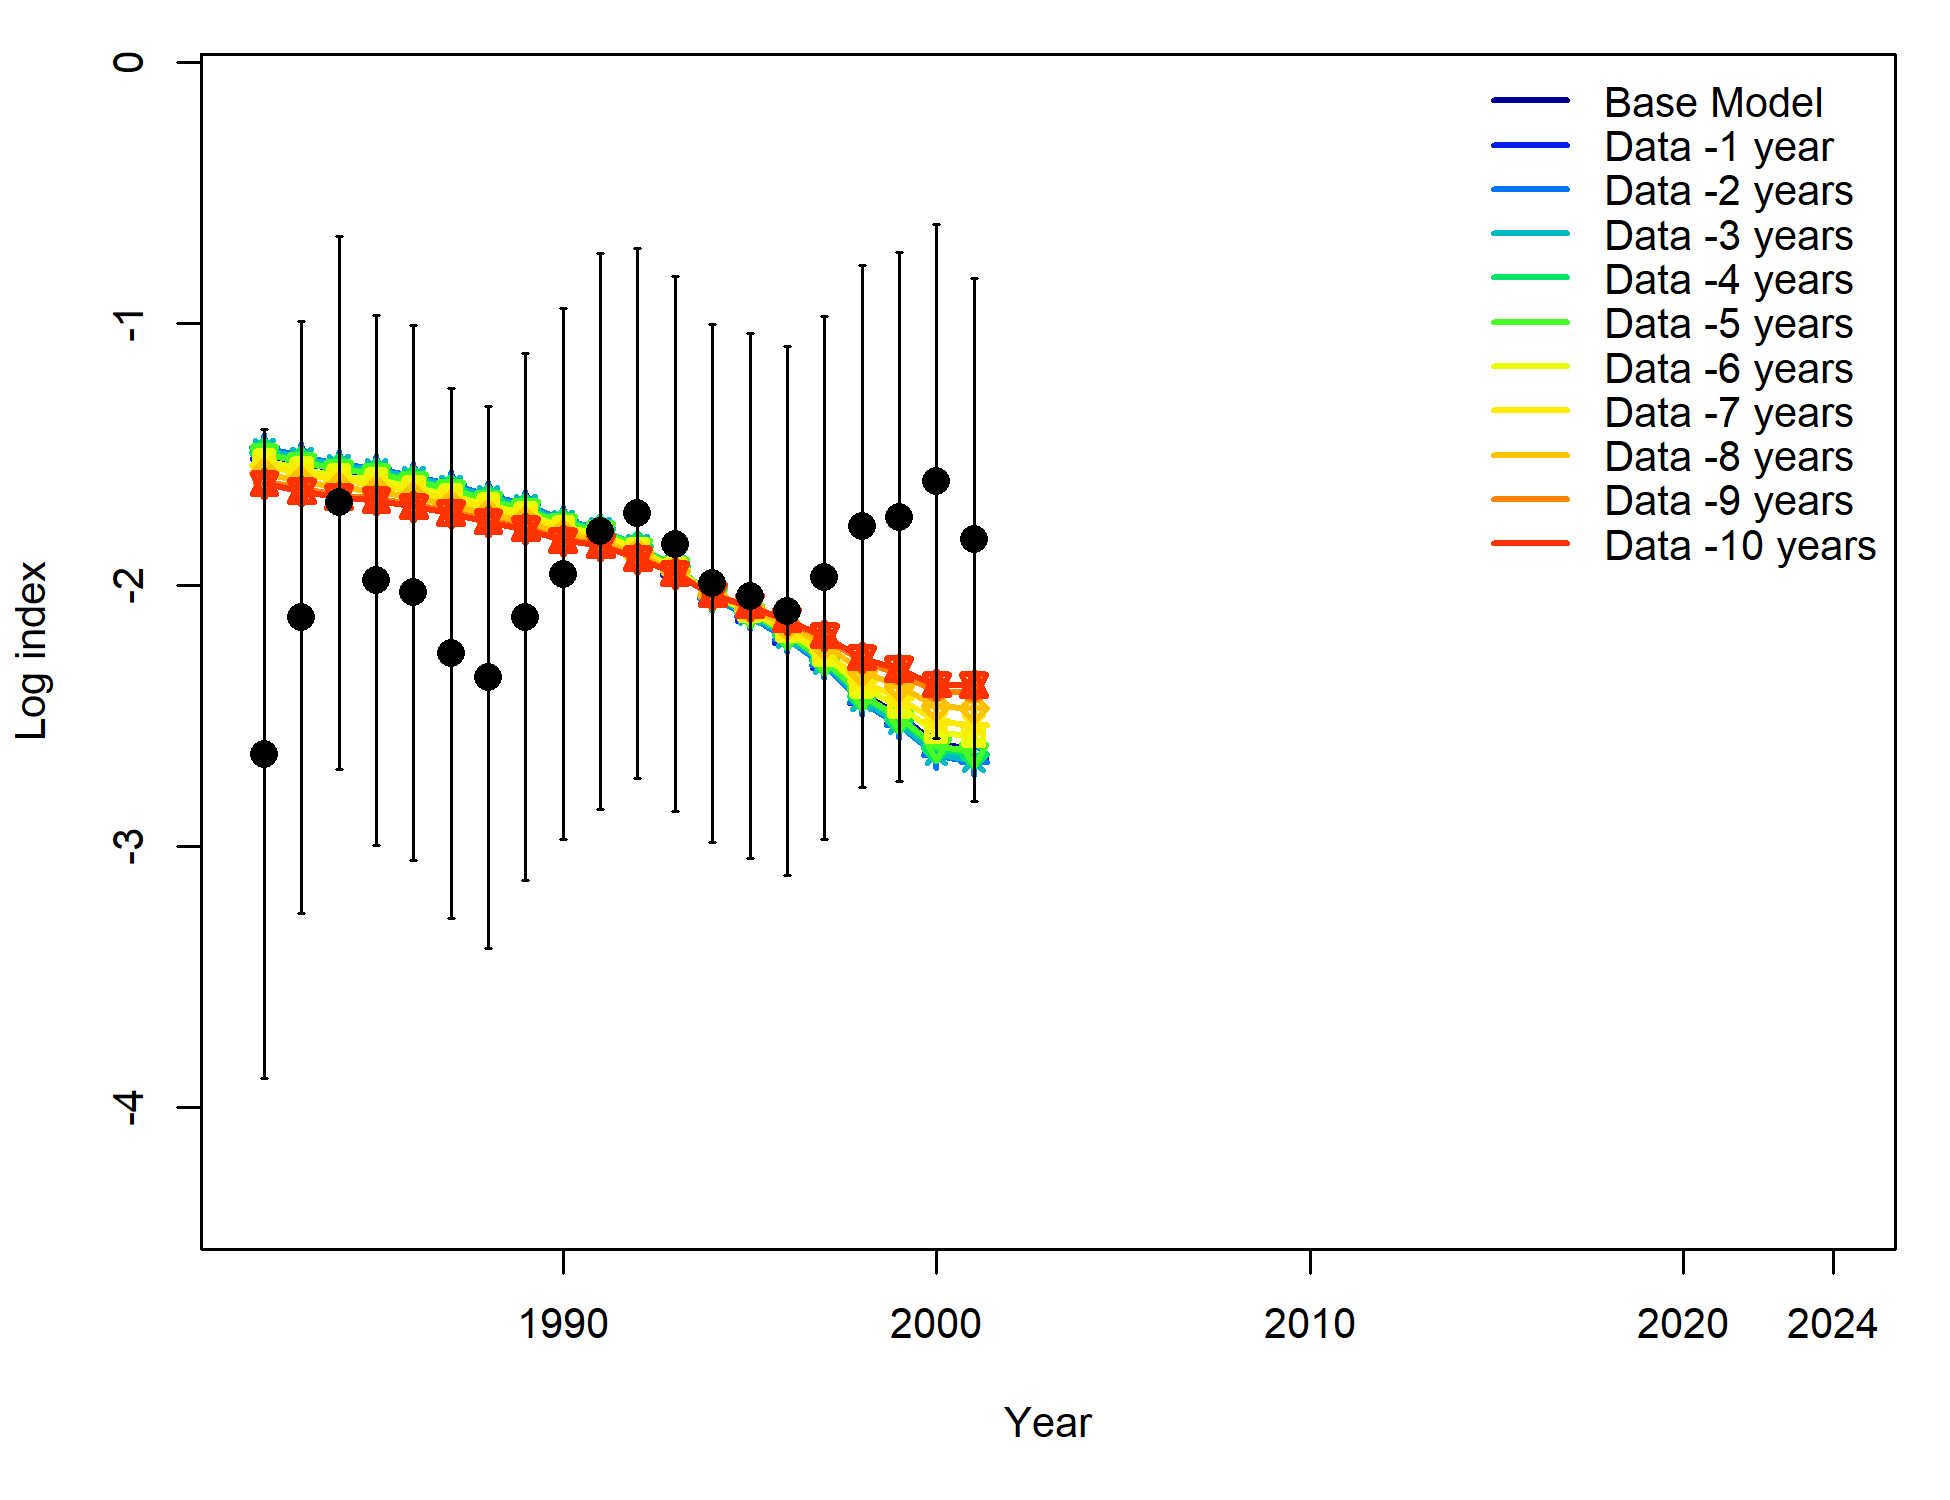 0
-1
-2
-3
-4
Log index
Base Model
Data -1 year
Data -2 years
Data -3 years
Data -4 years
Data -5 years
Data -6 years
Data -7 years
Data -8 years
Data -9 years
Data -10 years
1990 2000 2010 2020 2024
Year